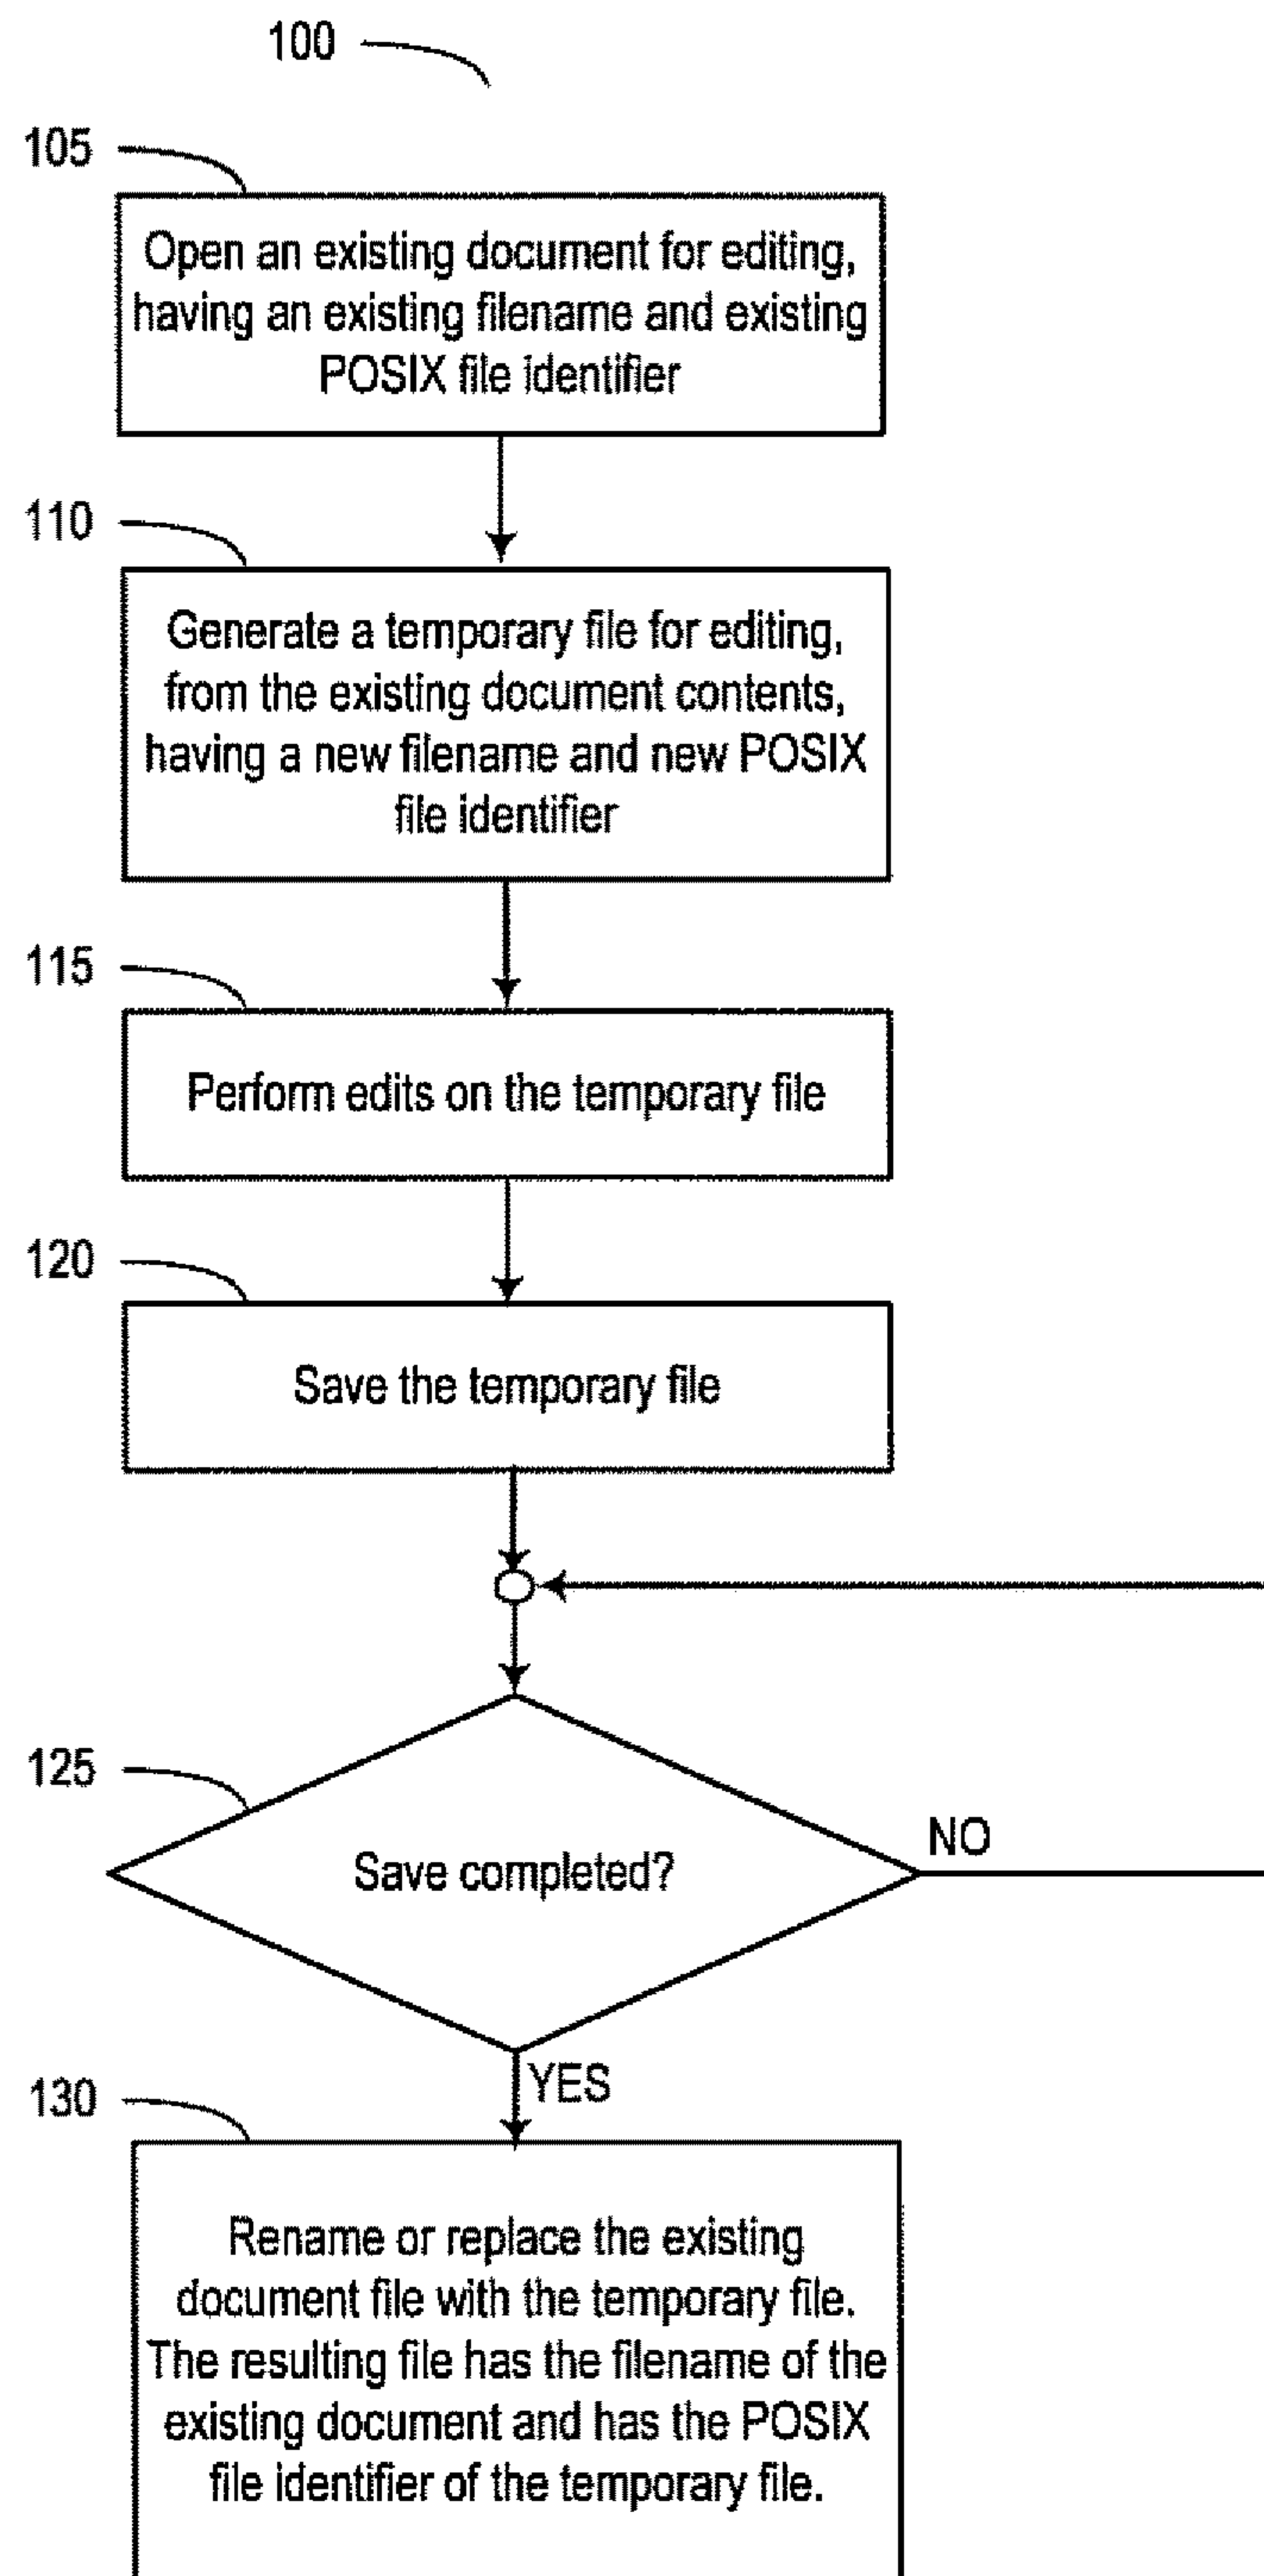 100
105
Open an existing document for editing,
having an existing filename and existing
POSIX file identifier
110
Generate a temporary file for editing,
from the existing document contents,
having a new filename and new POSIX
file identifier
115
Perform edits on the temporary file
120
Save the temporary file
125
Save completed?
NO
YES
130
Rename or replace the existing
document file with the temporary file.
The resulting file has the filename of the
existing document and has the POSIX
file identifier of the temporary file.